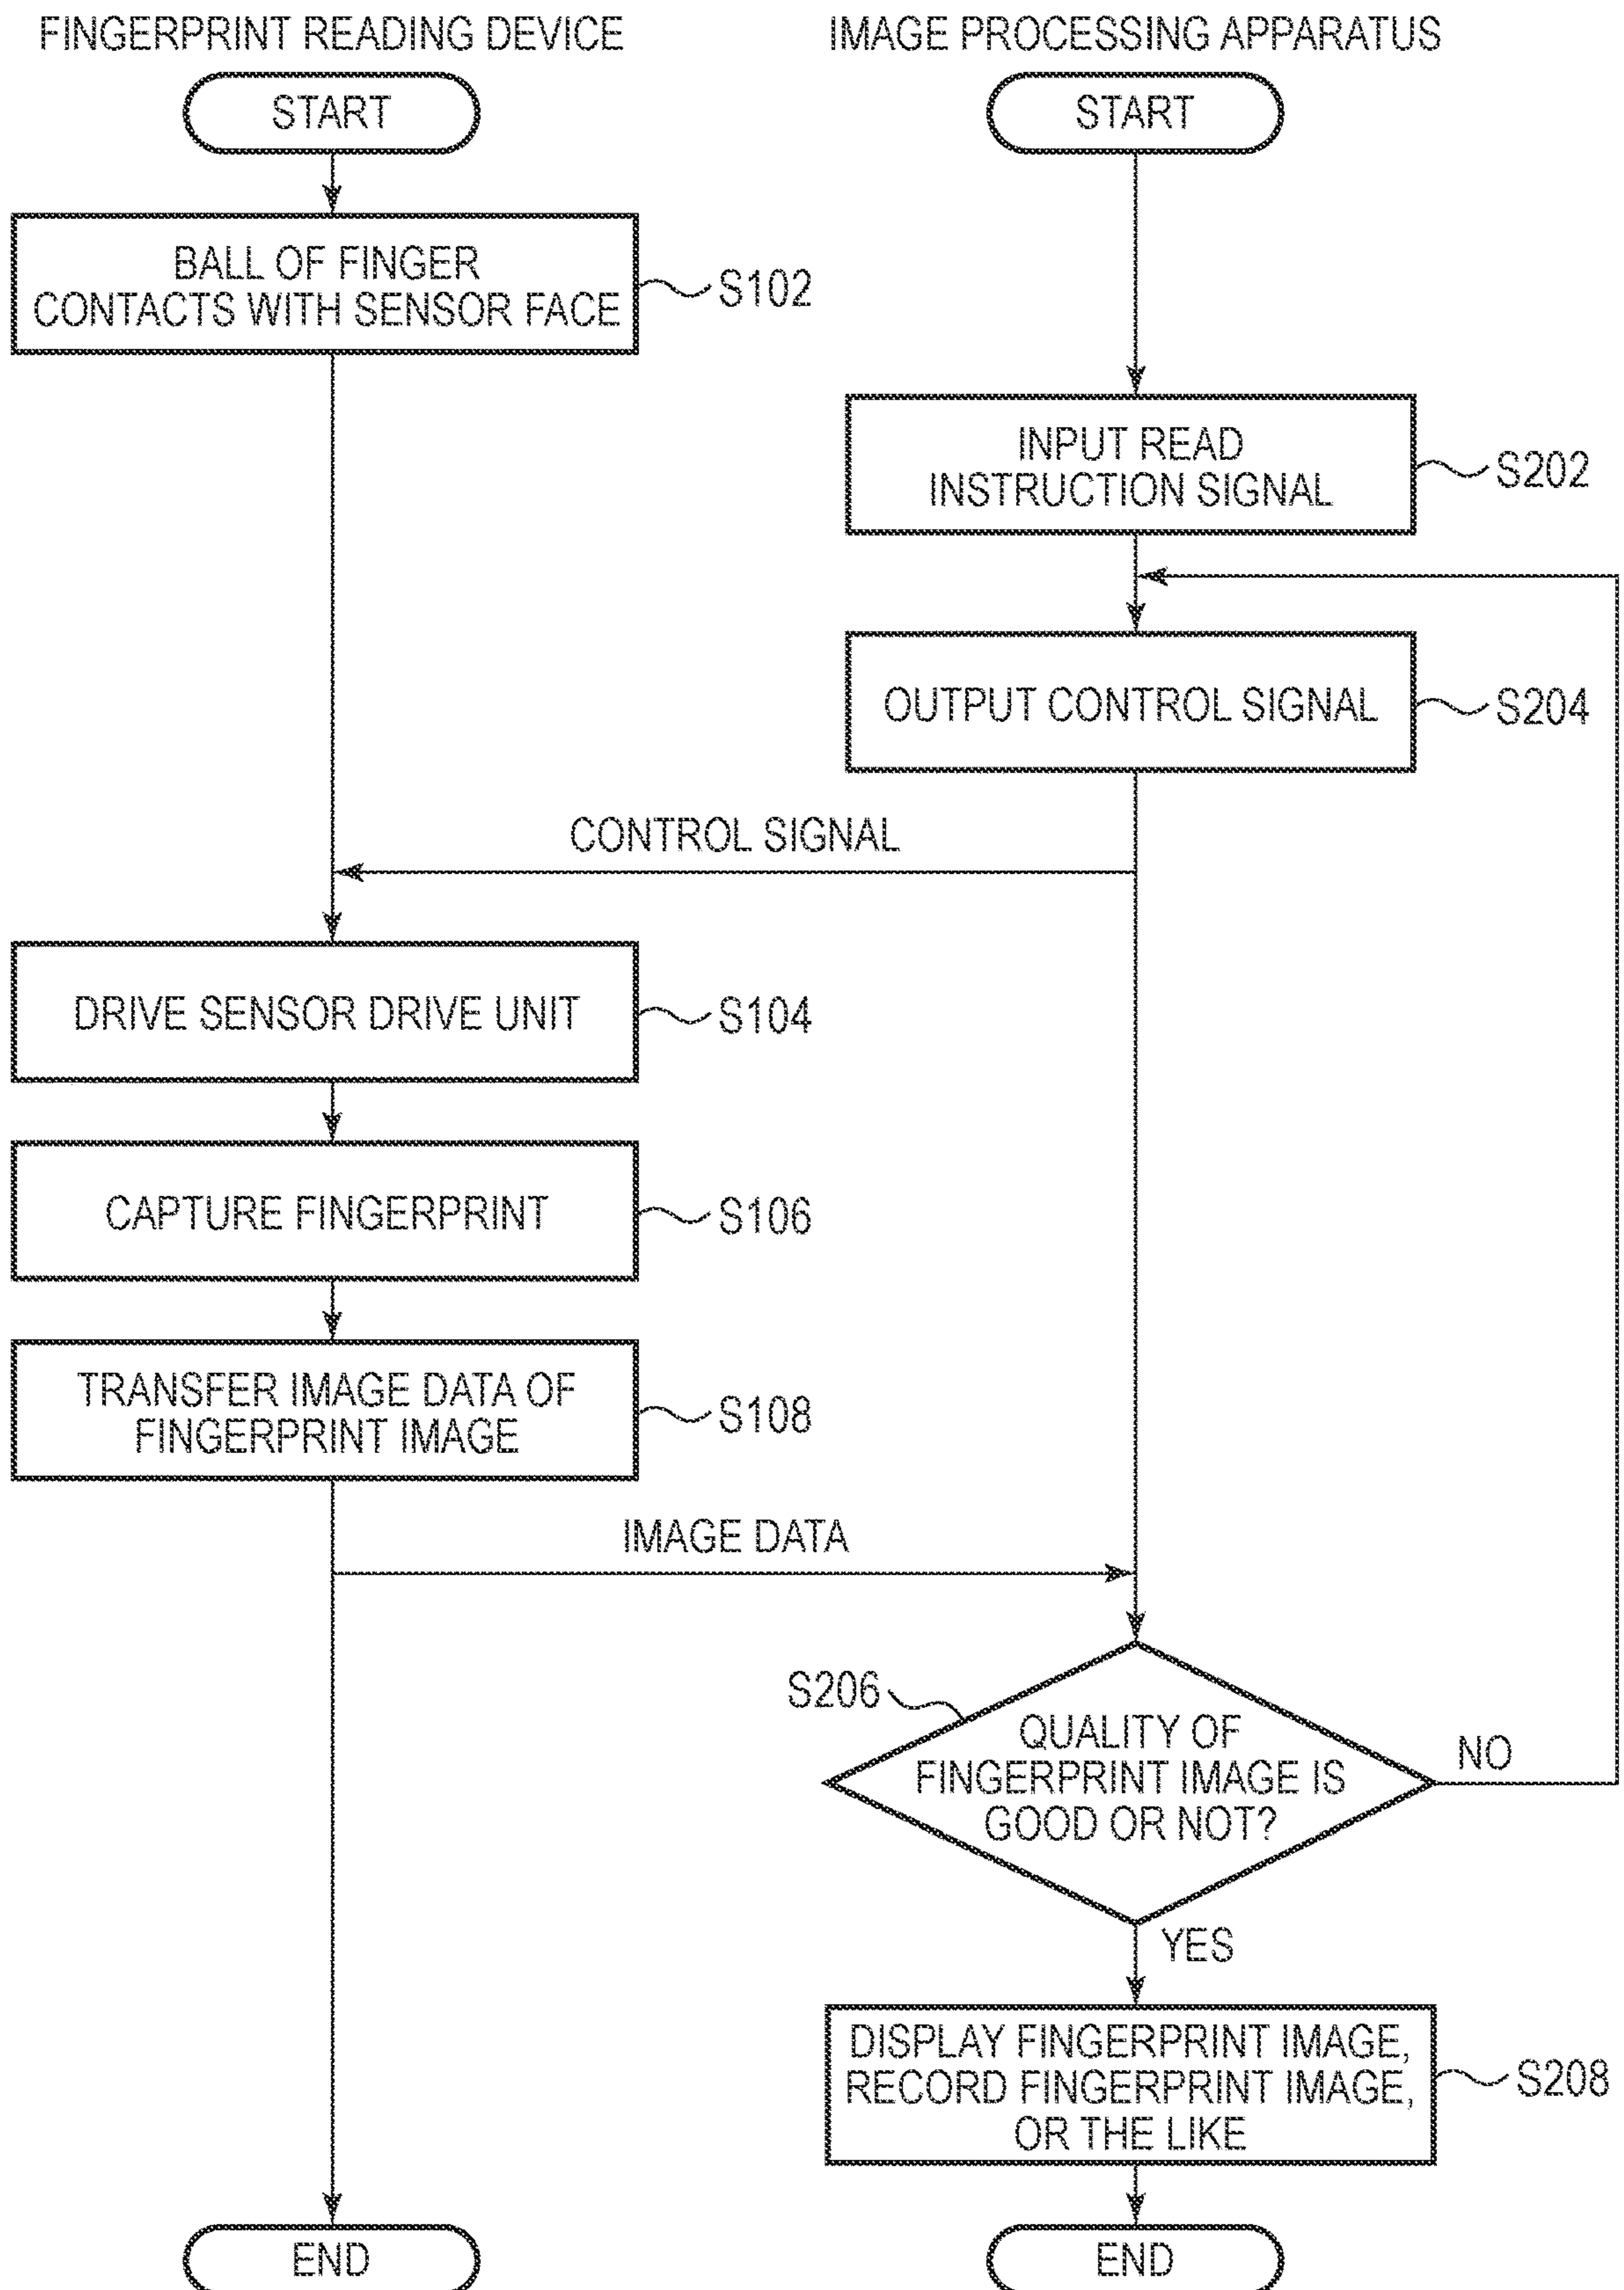 FINGERPRINT READING DEVICE
IMAGE PROCESSING APPARATUS
START
START
BALL OF FINGER
CONTACTS WITH SENSOR FACE
S102
INPUT READ
INSTRUCTION SIGNAL
S202
OUTPUT CONTROL SIGNAL
S204
CONTROL SIGNAL
DRIVE SENSOR DRIVE UNIT
S104
CAPTURE FINGERPRINT
S106
TRANSFER IMAGE DATA OF
FINGERPRINT IMAGE
S108
IMAGE DATA
S206
QUALITY OF
FINGERPRINT IMAGE IS
GOOD OR NOT?
NO
YES
DISPLAY FINGERPRINT IMAGE,
RECORD FINGERPRINT IMAGE,
OR THE LIKE
S208
END
END